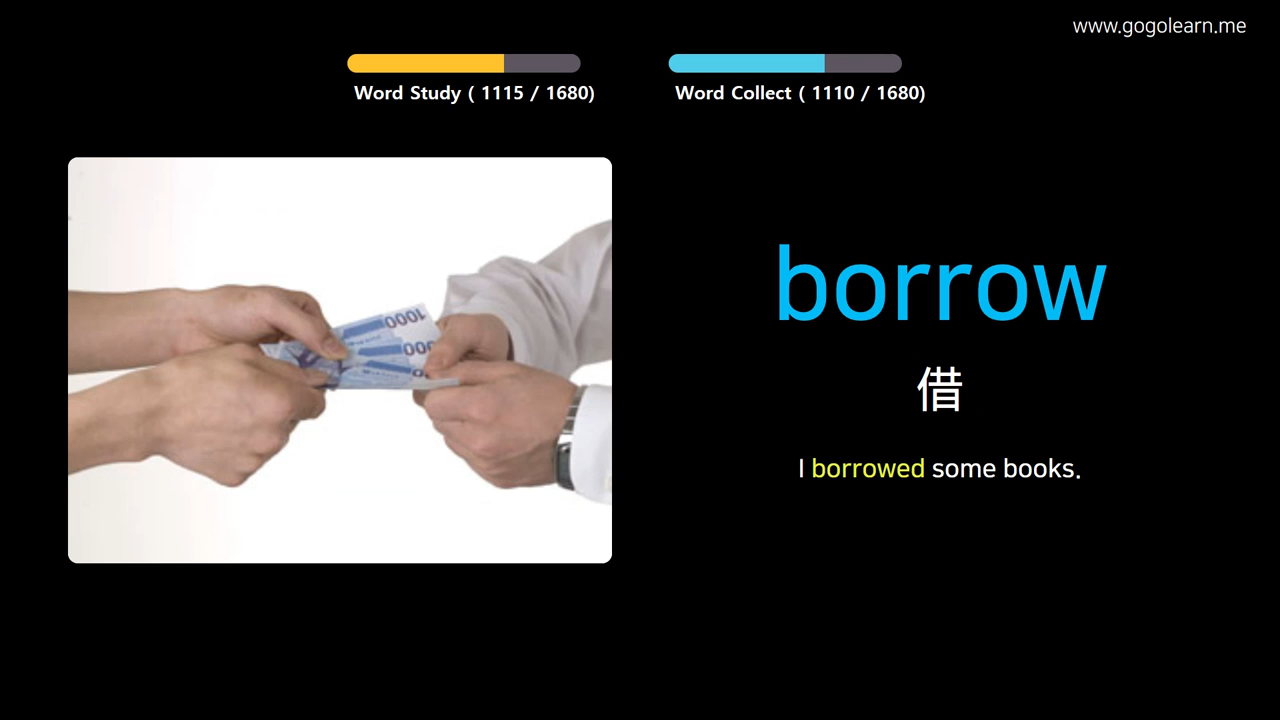 www.gogolearn.me
Word Study ( 1115 / 1680)
Word Collect ( 1110 / 1680)
1000
borrow
借
I borrowed some books.